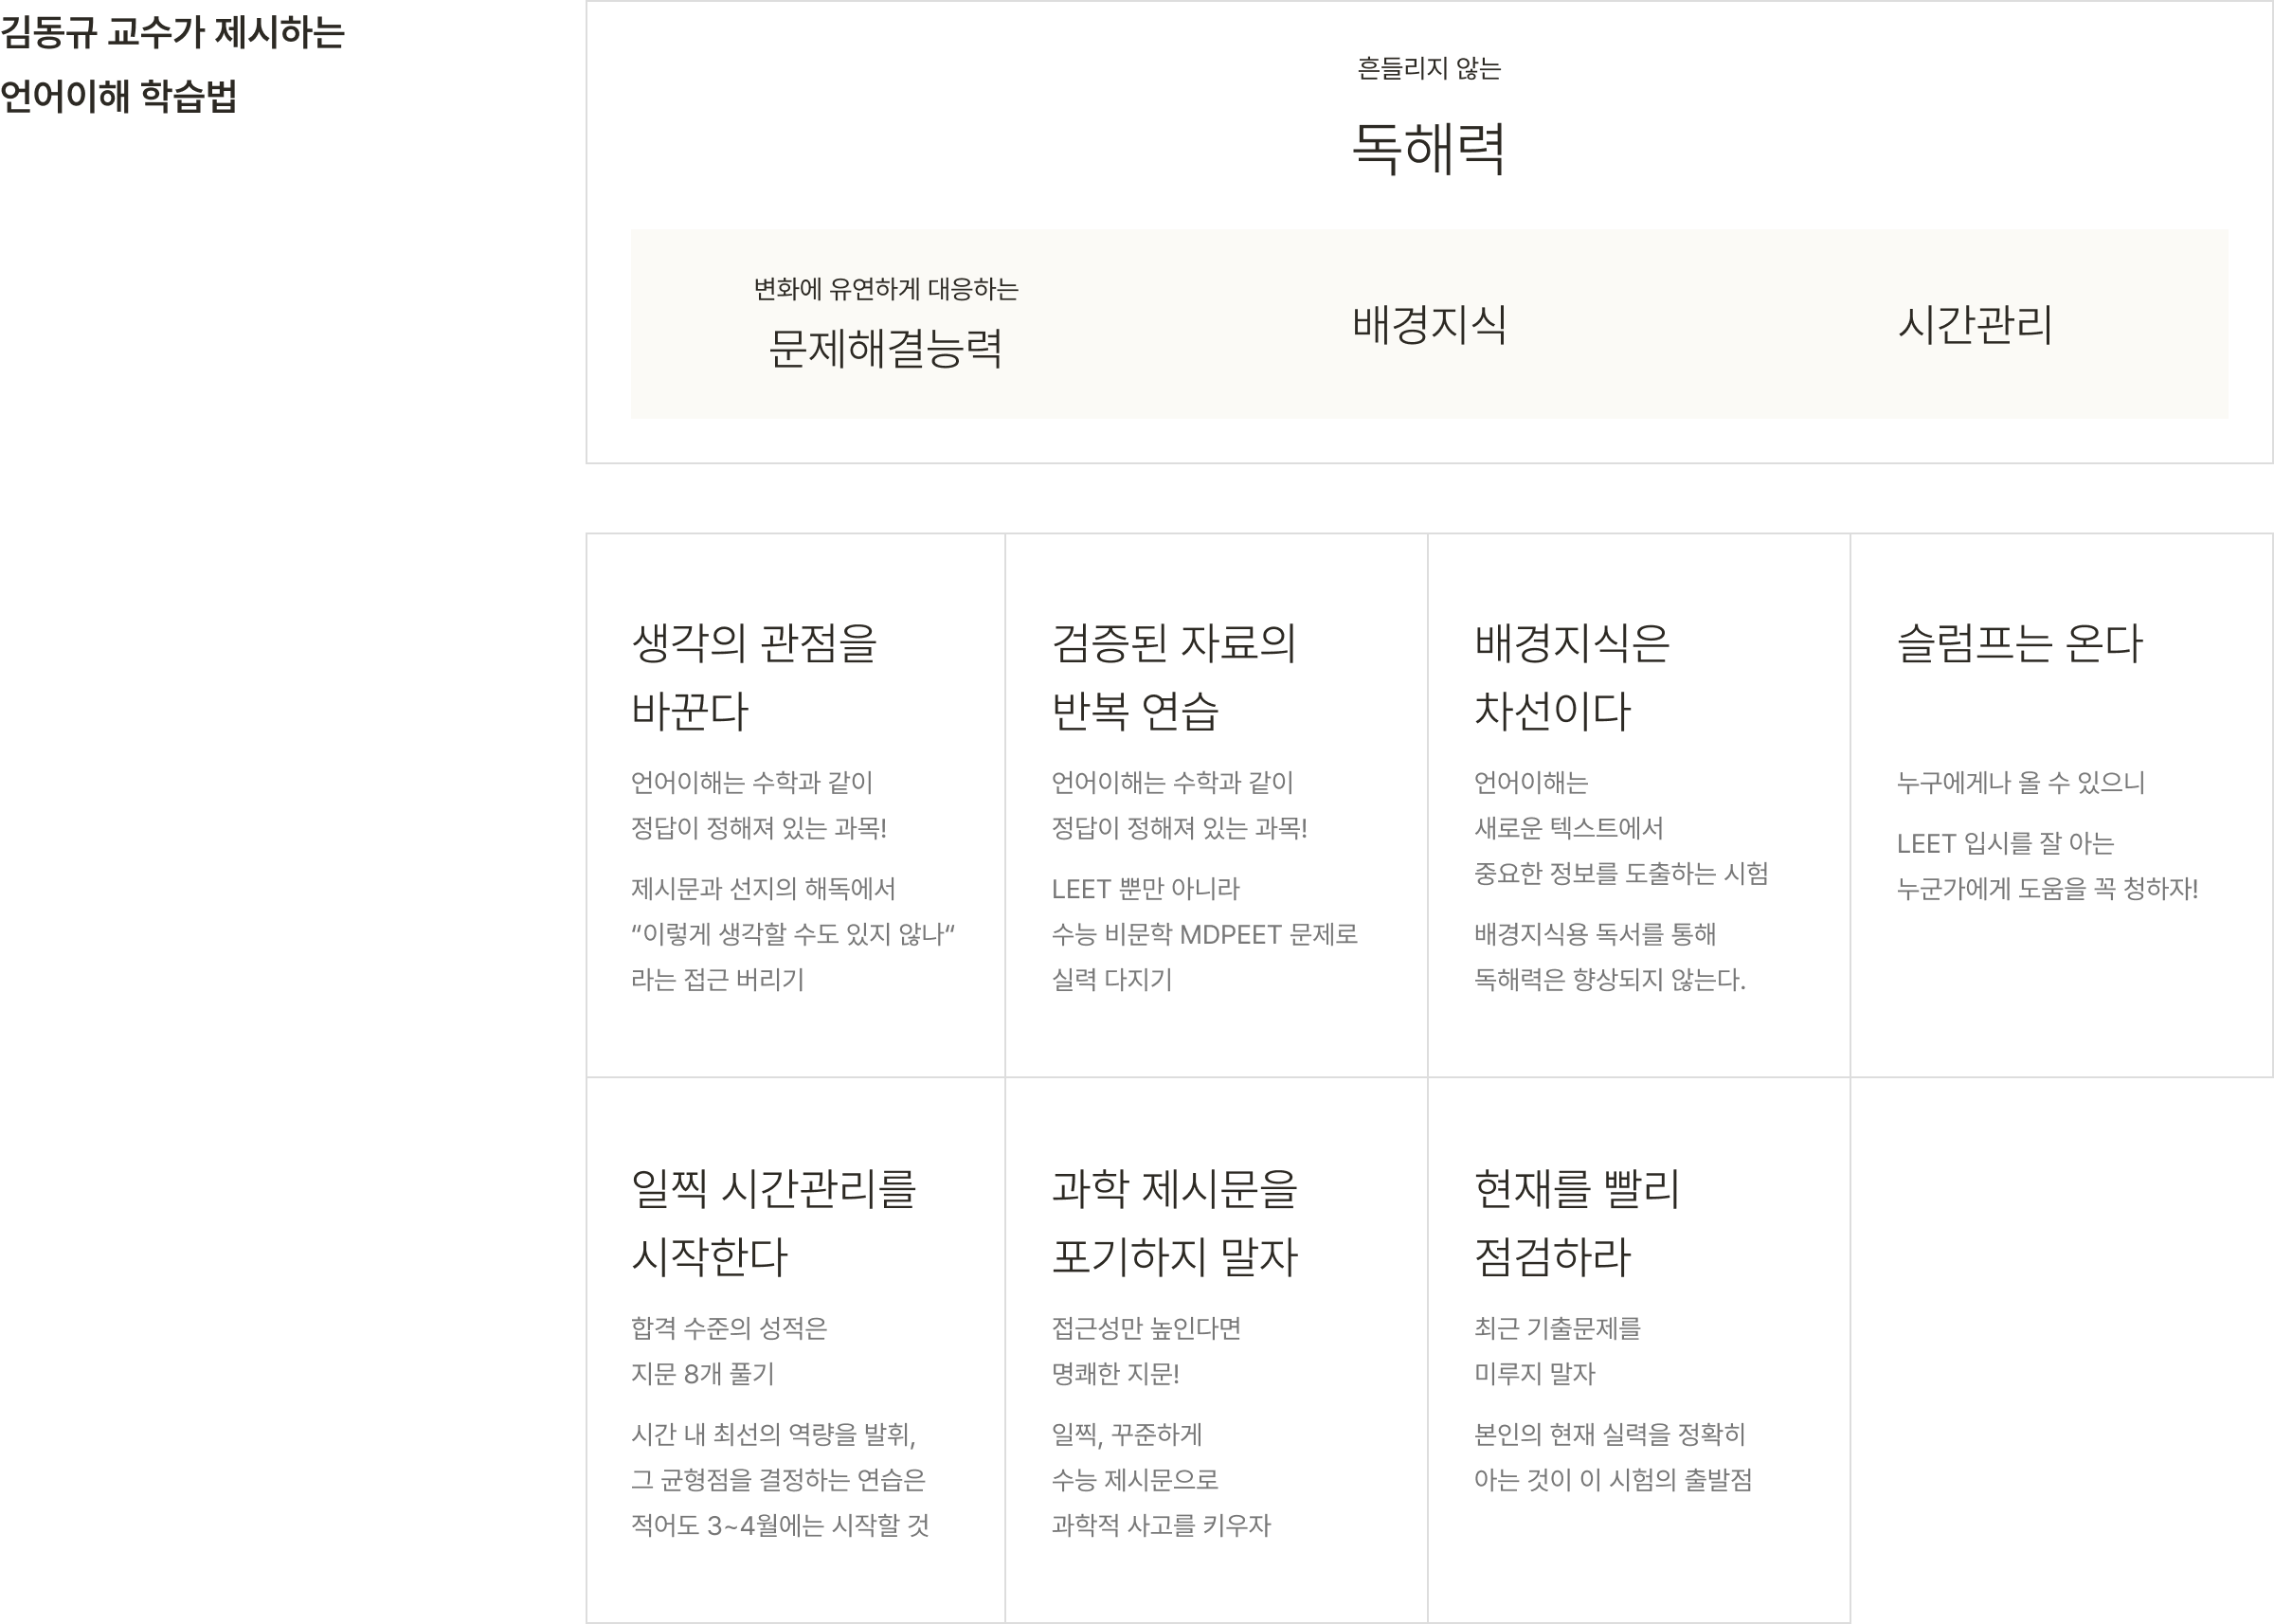 김동규 교수가 제시하는
언어이해 학습법
흔들리지 않는
독해력
변화에 유연하게 대응하는
문제해결능력
배경지식
시간관리
생각의 관점을
바꾼다
언어이해는 수학과 같이
정답이 정해져 있는 과목!
제시문과 선지의 해독에서
“이렇게 생각할 수도 있지 않나“
라는 접근 버리기
검증된 자료의
반복 연습
언어이해는 수학과 같이
정답이 정해져 있는 과목!
LEET 뿐만 아니라
수능 비문학 MDPEET 문제로
실력 다지기
배경지식은
차선이다
언어이해는
새로운 텍스트에서
중요한 정보를 도출하는 시험
배경지식용 독서를 통해
독해력은 향상되지 않는다.
슬럼프는 온다
누구에게나 올 수 있으니
LEET 입시를 잘 아는
누군가에게 도움을 꼭 청하자!
일찍 시간관리를
시작한다
합격 수준의 성적은
지문 8개 풀기
시간 내 최선의 역량을 발휘,
그 균형점을 결정하는 연습은
적어도 3~4월에는 시작할 것
과학 제시문을
포기하지 말자
접근성만 높인다면
명쾌한 지문!
일찍, 꾸준하게
수능 제시문으로
과학적 사고를 키우자
현재를 빨리
점검하라
최근 기출문제를
미루지 말자
본인의 현재 실력을 정확히
아는 것이 이 시험의 출발점